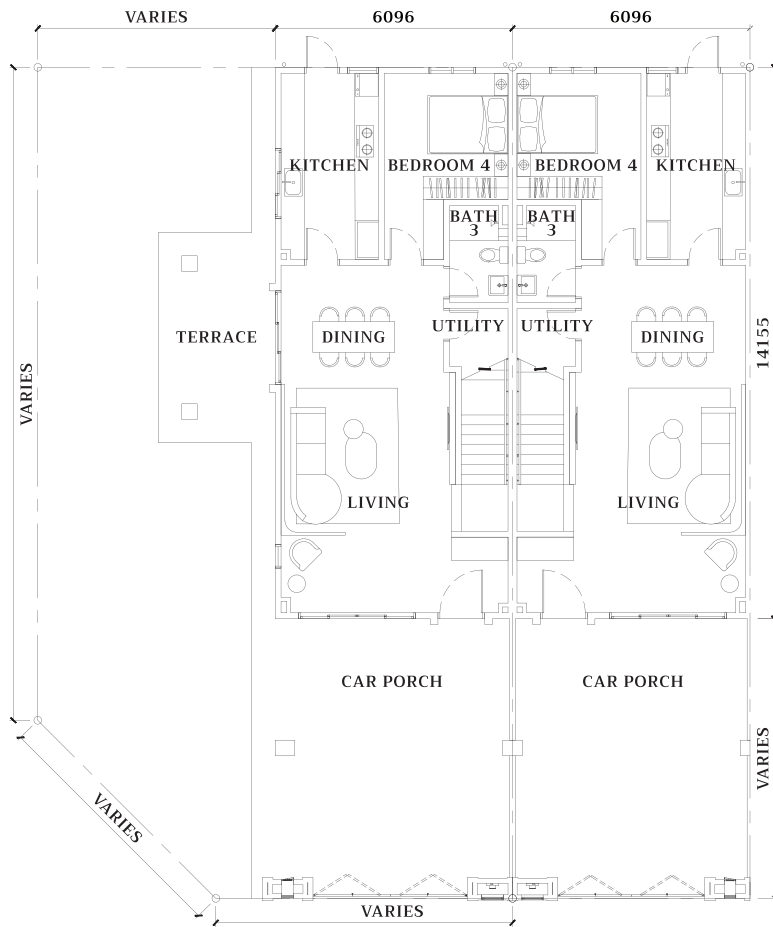 VARIES
6096
6096
KITCHEN
BEDROOM 4
BEDROOM 4
KITCHEN
BATH
3
BATH
3
TERRACE
DINING
UTILITY
UTILITY
DINING
14155
VARIES
LIVING
LIVING
CAR PORCH
CAR PORCH
VARIES
VARIES
VARIES